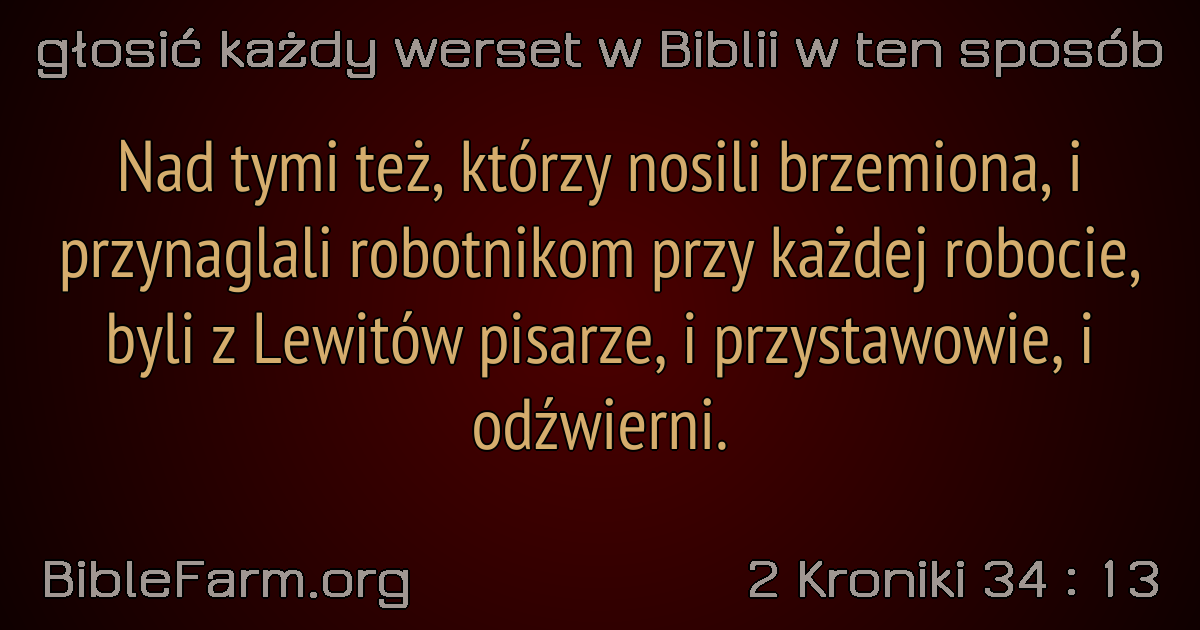 głosić każdy werset w Biblii w ten sposób
Nad tymi też, którzy nosili brzemiona, i
przynaglali robotnikom przy każdej robocie,
byli z Lewitów pisarze, i przystawowie, i
odźwierni.
BibleFarm.org
2 Kroniki 34 : 13